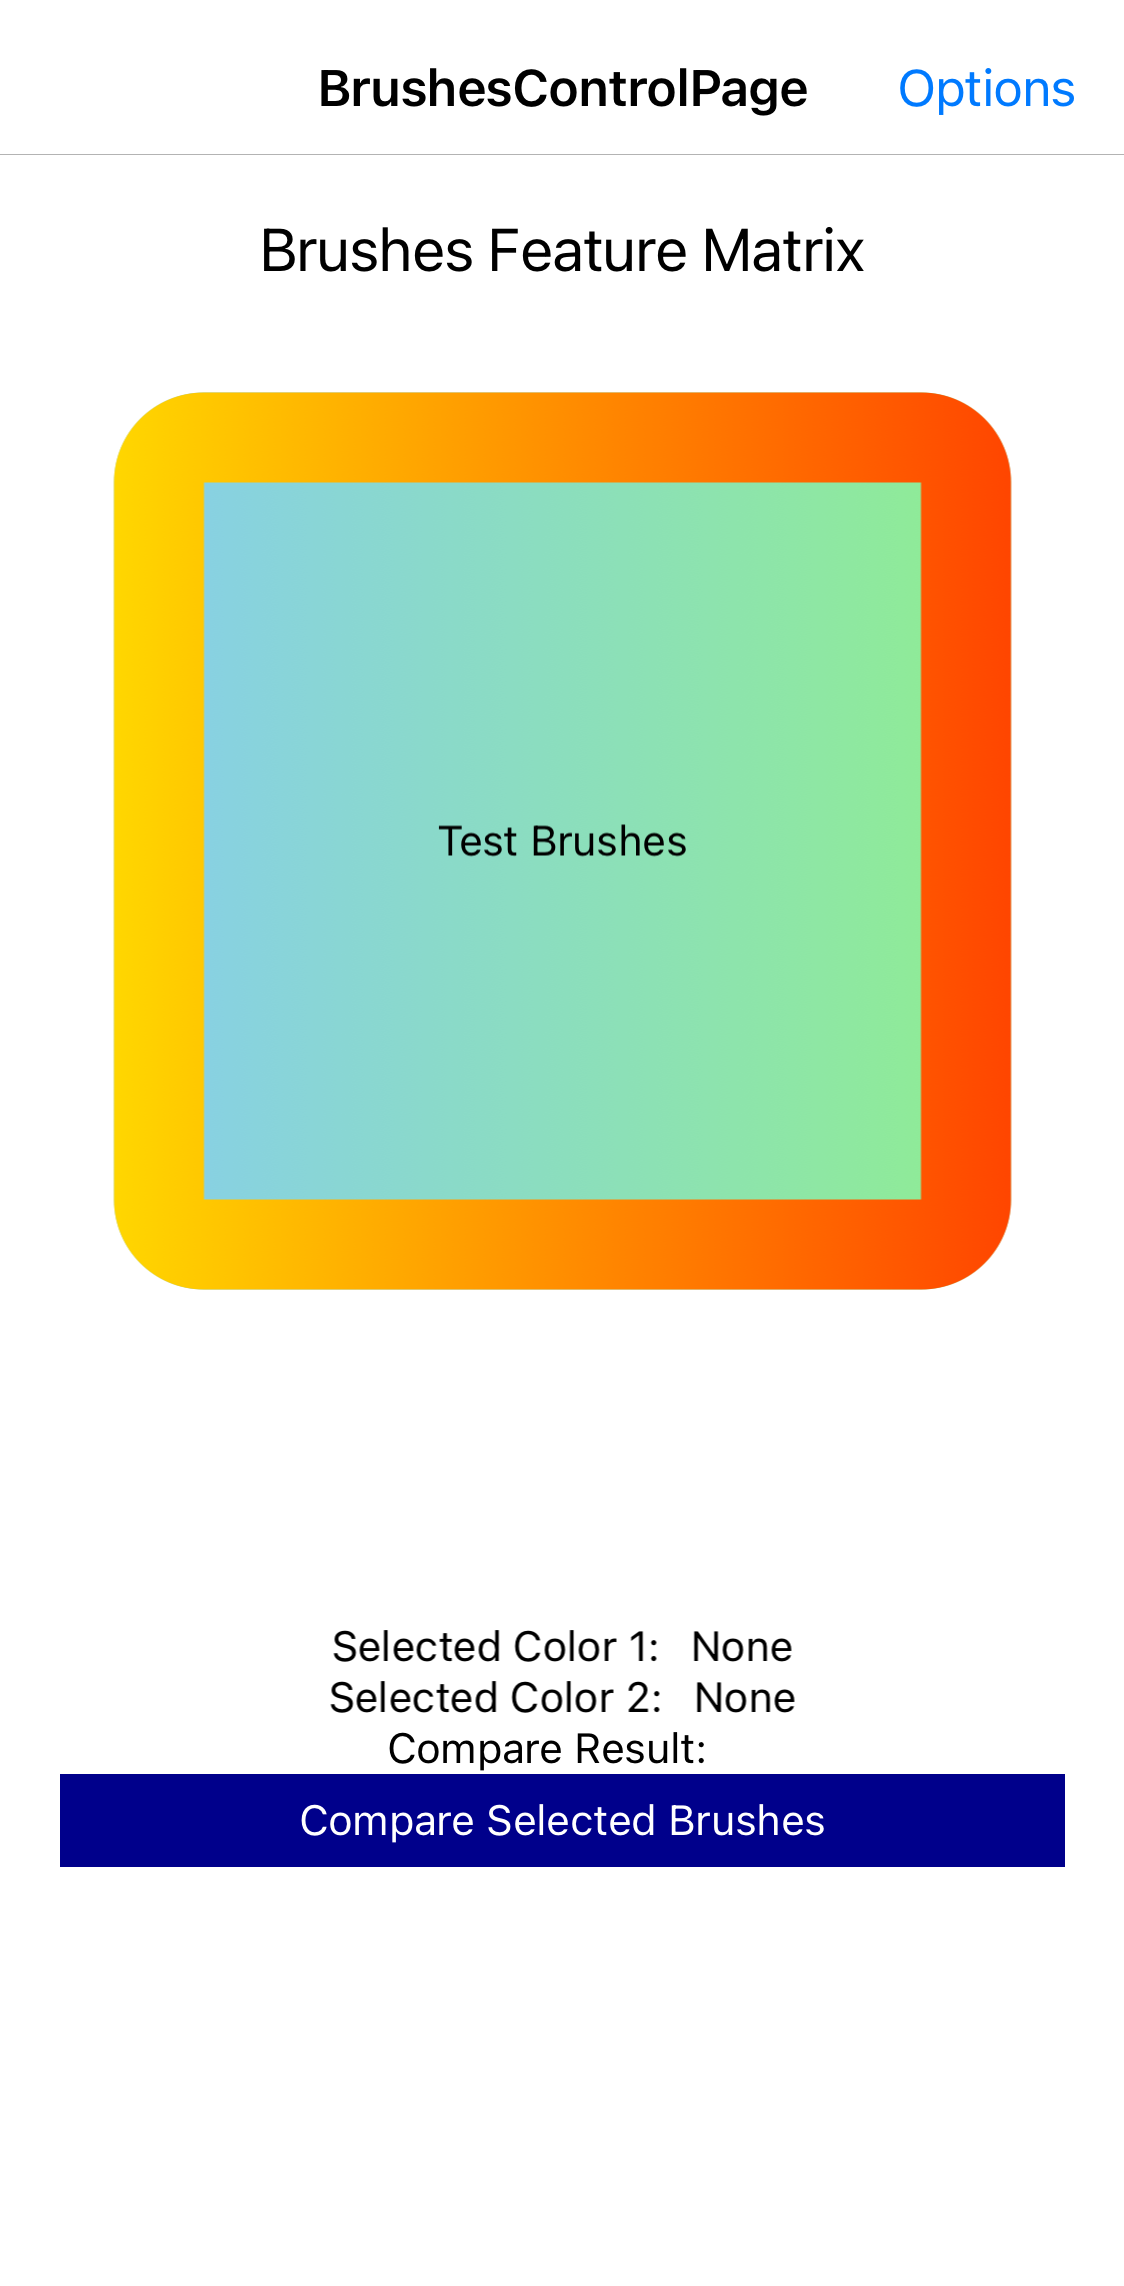 BrushesControlPage Options
Brushes Feature Matrix
Test Brushes
Selected Color 1: None
Selected Color 2: None
Compare Result:
Compare Selected Brushes